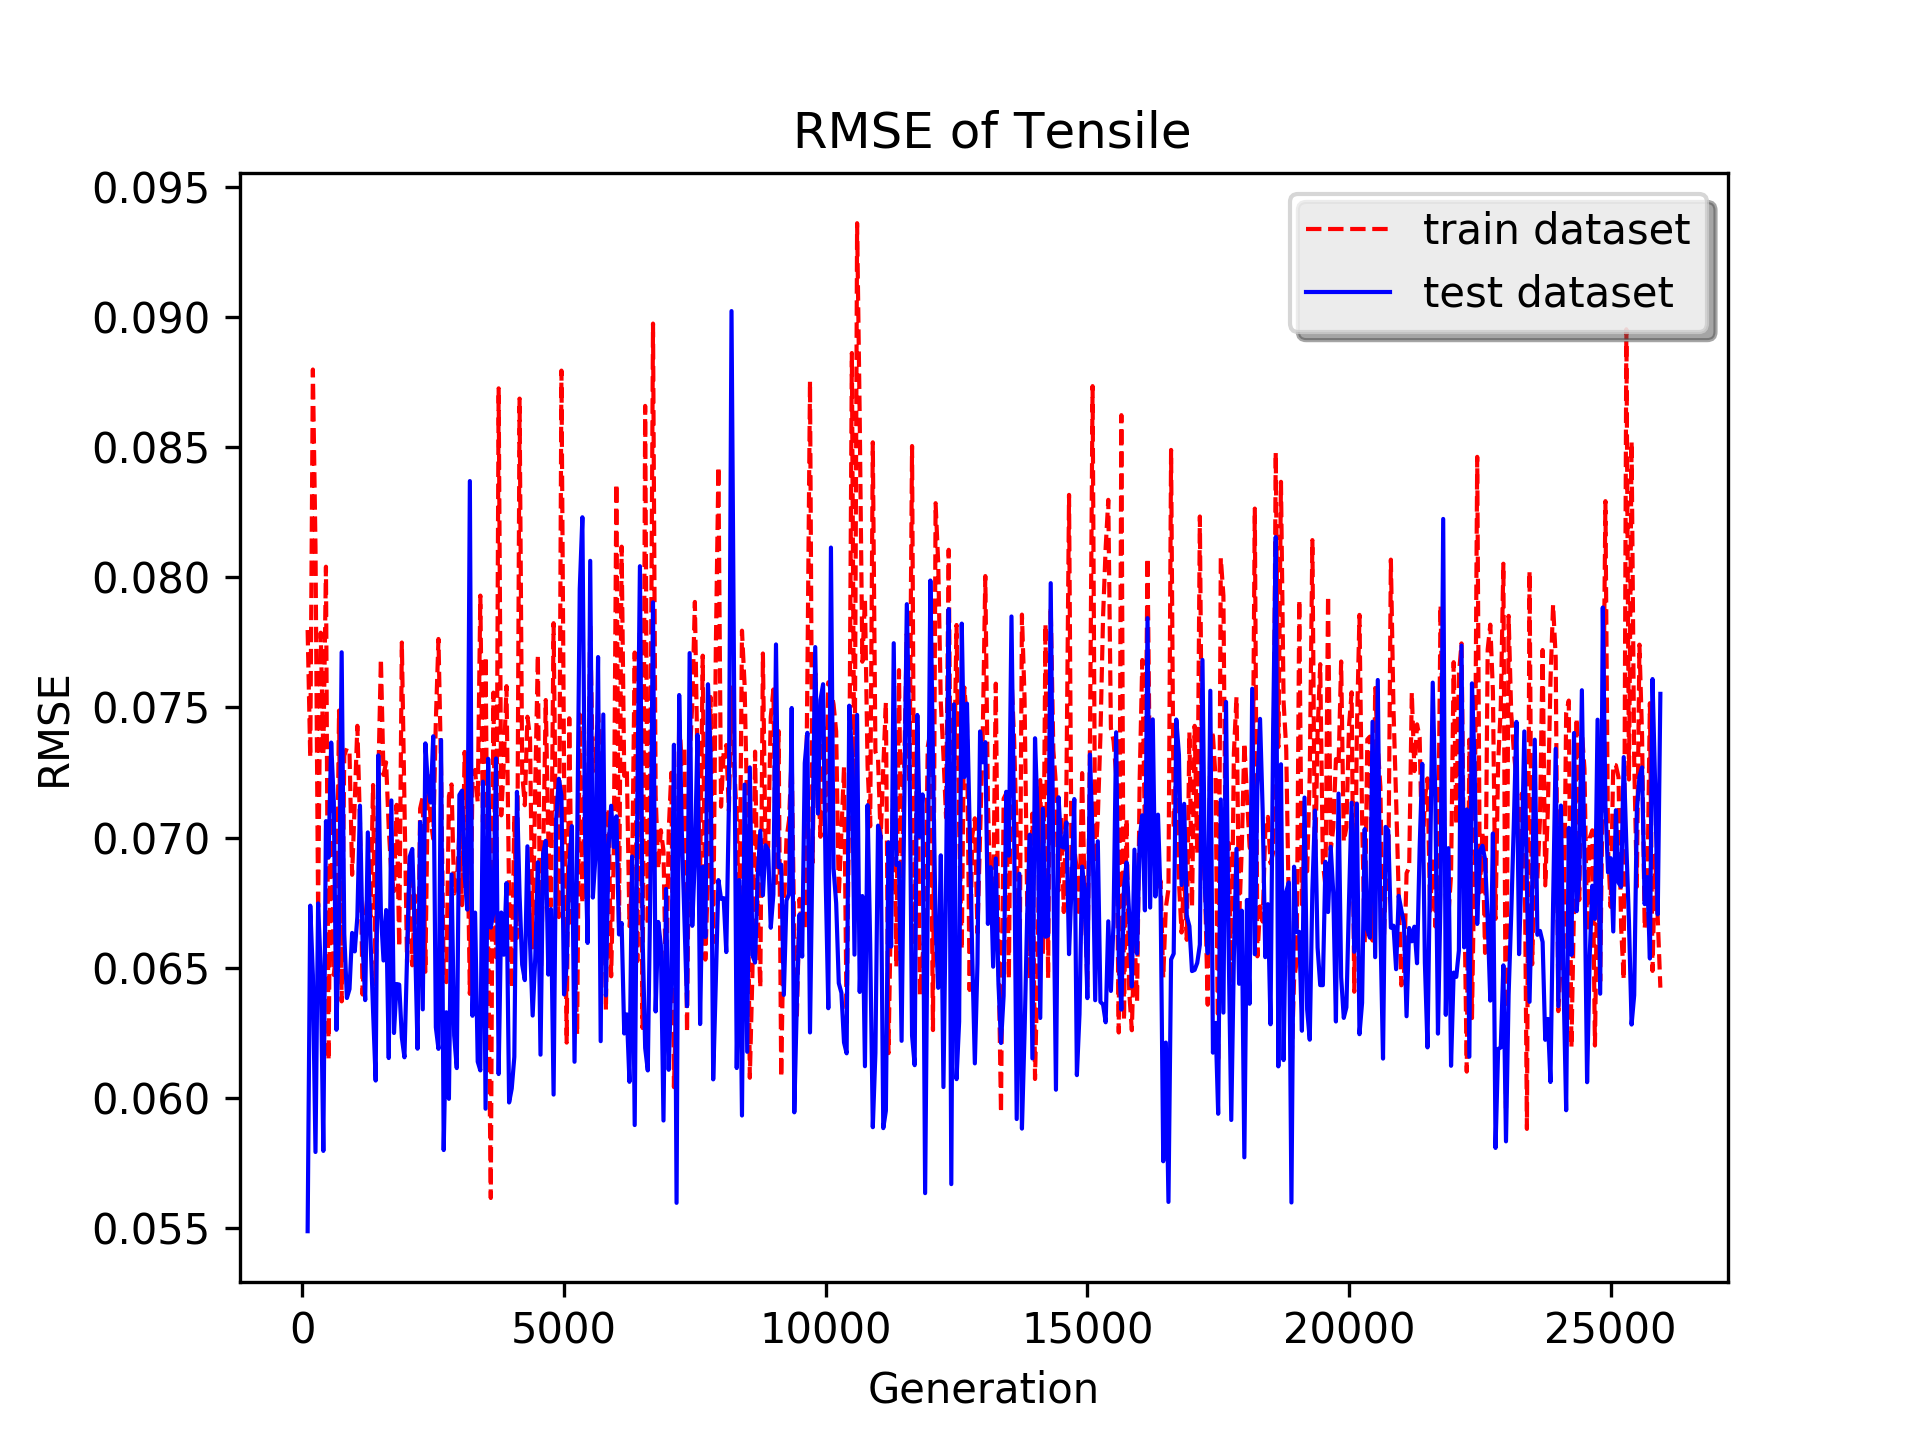 RMSE of Tensile
train dataset
test dataset
0.095
0.090
0.085
0.080
0.075
0.070
0.065
0.060
0.055
RMSE
0 5000 10000 15000 20000 25000
Generation